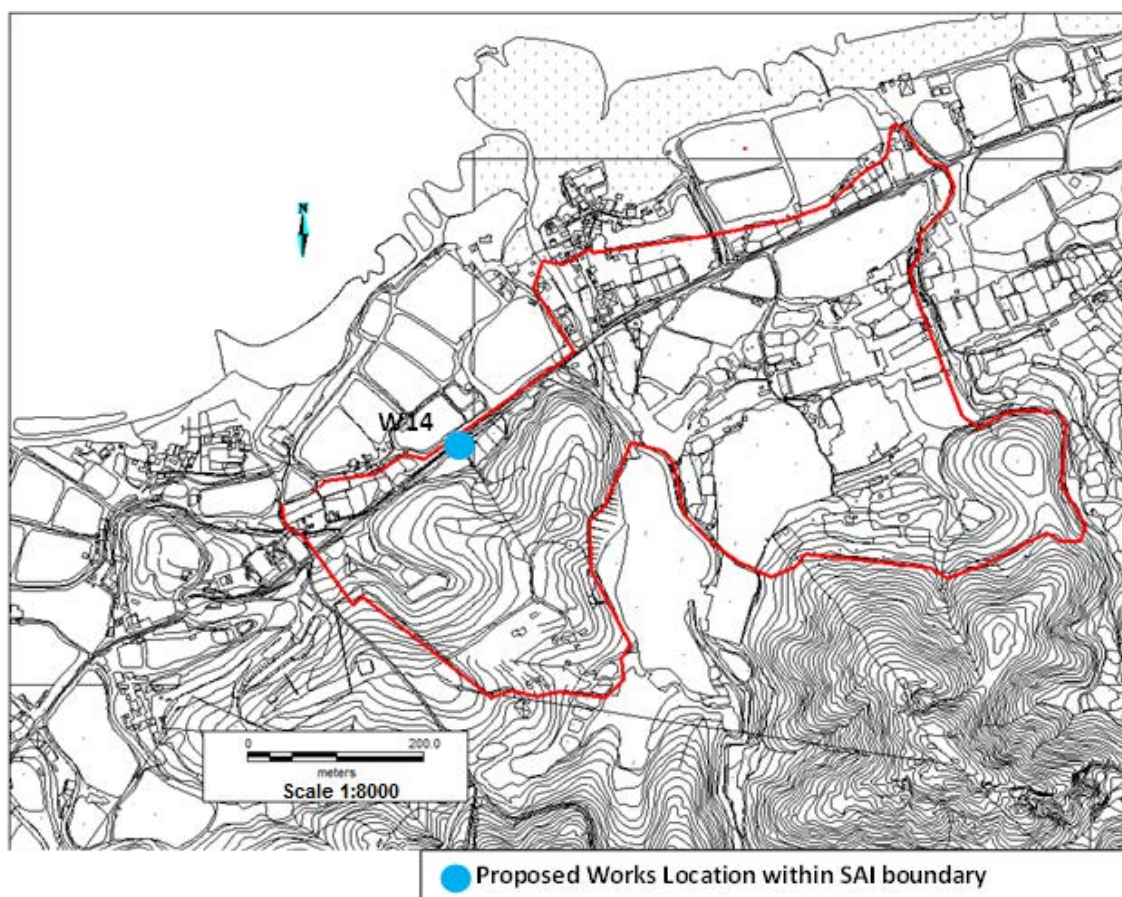 N
W14
0 200.0
meters
Scale 1:8000
Proposed Works Location within SAI boundary